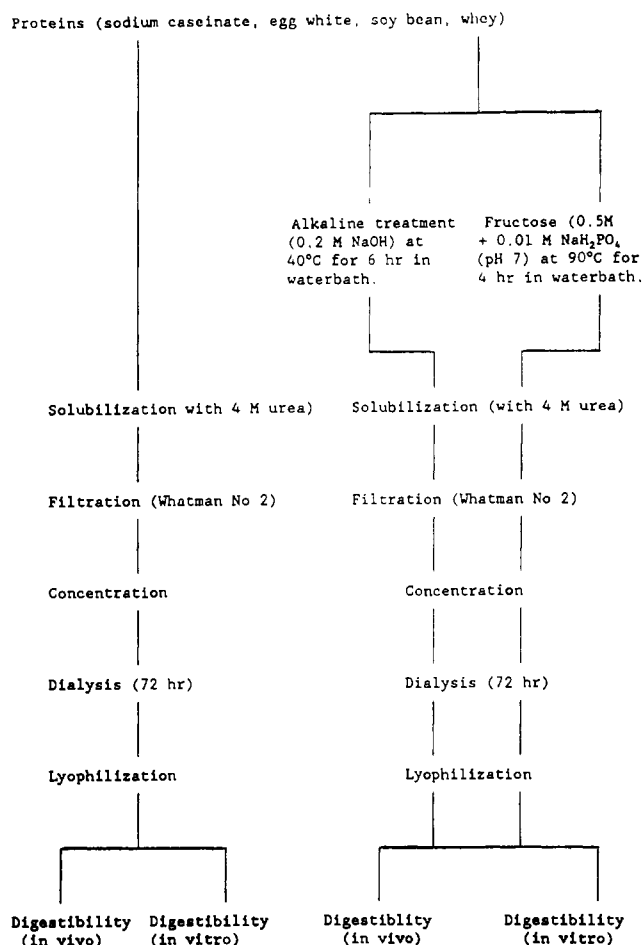 Proteins (sodium caseinate, egg white, soy bean, whey)
Alkaline treatment
(0.2 M NaOH) at
40°C for 6 hr in
waterbath.
Fructose (0.5M
+ 0.01 M NaH₂PO₄
(pH 7) at 90°C for
4 hr in waterbath.
Solubilization with 4 M urea)
Solubilization (with 4 M urea)
Filtration (Whatman No 2)
Filtration (Whatman No 2)
Concentration
Concentration
Dialysis (72 hr)
Dialysis (72 hr)
Lyophilization
Lyophilization
Digestibility
(in vivo)
Digestibility
(in vitro)
Digestiblity
(in vivo)
Digestibility
(in vitro)